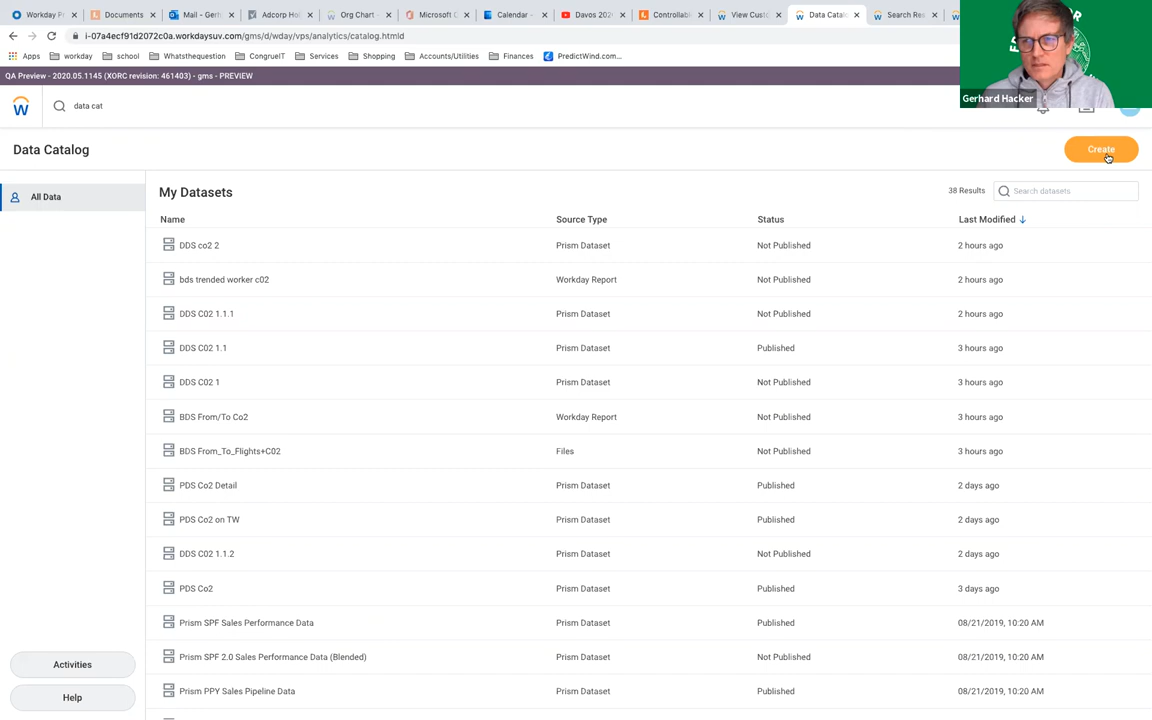 Workday Pr
Documents
Mail - Gerh
Adcorp Hol
Org Chart -
Microsoft O
Calendar -
Davos 202
Controllabl
View Custo
Data Catalo
Search Res
i-07a4ecf91d2072c0a.workdaysuv.com/gms/d/wday/vps/analytics/catalog.htmld
Apps workday school Whatsthequestion CongrueIT Services Shopping Accounts/Utilities Finances PredictWind.com...
QA Preview - 2020.05.1145 (XORC revision: 461403) - gms - PREVIEW
Gerhard Hacker
data cat
Data Catalog
Create
All Data
My Datasets
38 Results
Search datasets
Name Source Type Status Last Modified
DDS co2 2 Prism Dataset Not Published 2 hours ago
bds trended worker c02 Workday Report Not Published 2 hours ago
DDS C02 1.1.1 Prism Dataset Not Published 2 hours ago
DDS C02 1.1 Prism Dataset Published 3 hours ago
DDS C02 1 Prism Dataset Not Published 3 hours ago
BDS From/To Co2 Workday Report Not Published 3 hours ago
BDS From_To_Flights+C02 Files Not Published 3 hours ago
PDS Co2 Detail Prism Dataset Published 2 days ago
PDS Co2 on TW Prism Dataset Published 2 days ago
DDS C02 1.1.2 Prism Dataset Not Published 2 days ago
PDS Co2 Prism Dataset Published 3 days ago
Prism SPF Sales Performance Data Prism Dataset Published 08/21/2019, 10:20 AM
Prism SPF 2.0 Sales Performance Data (Blended) Prism Dataset Not Published 08/21/2019, 10:20 AM
Prism PPY Sales Pipeline Data Prism Dataset Published 08/21/2019, 10:20 AM
Activities
Help